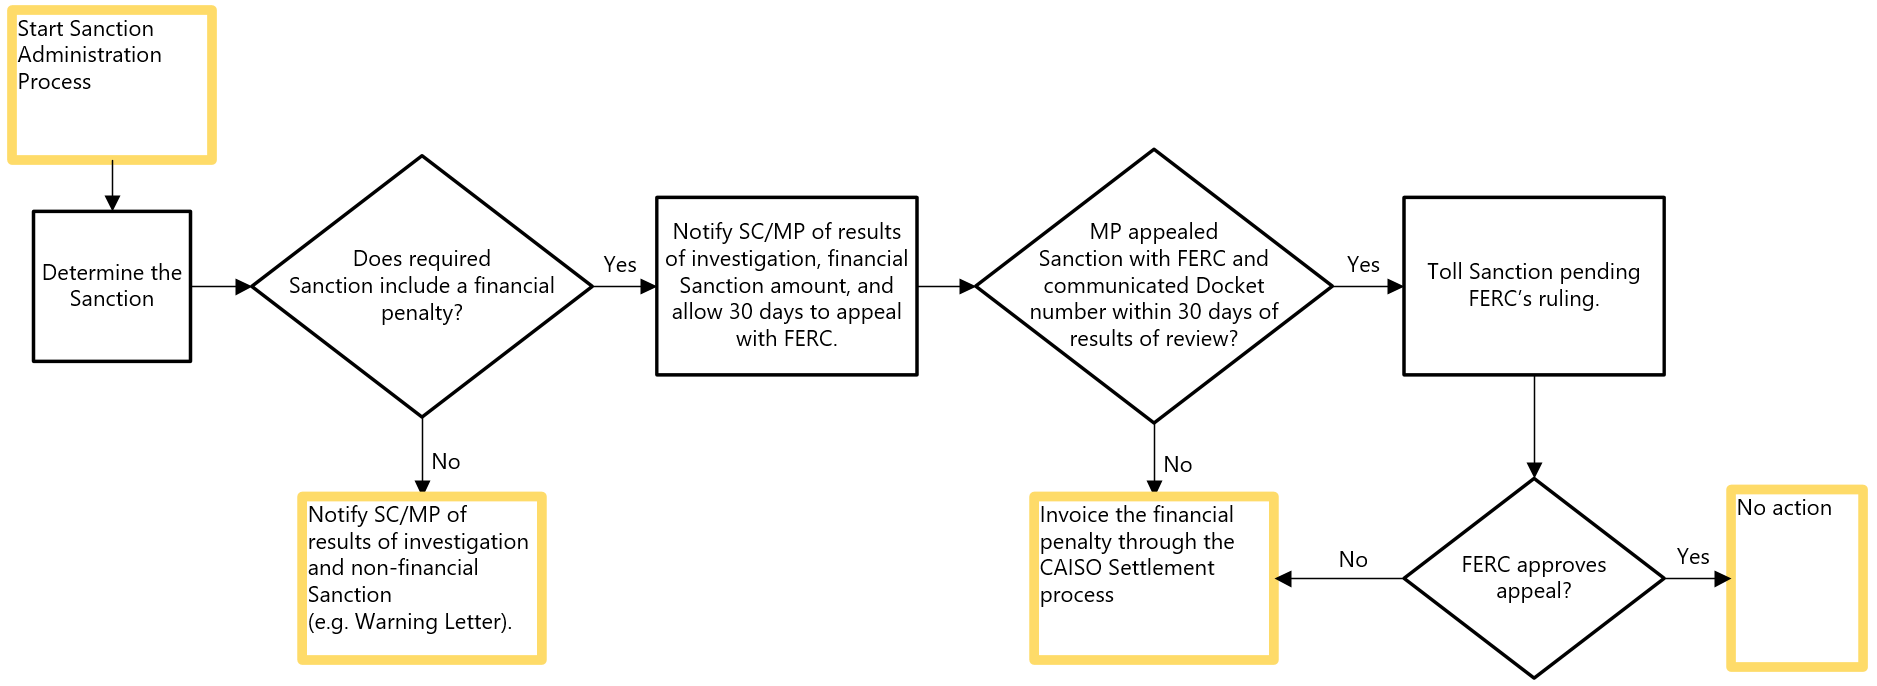 Start Sanction
Administration
Process
Determine the
Sanction
Does required
Sanction include a financial
penalty?
Yes
No
Notify SC/MP of
results of investigation
and non-financial
Sanction
(e.g. Warning Letter).
Notify SC/MP of results
of investigation, financial
Sanction amount, and
allow 30 days to appeal
with FERC.
MP appealed
Sanction with FERC and
communicated Docket
number within 30 days of
results of review?
Yes
No
Invoice the financial
penalty through the
CAISO Settlement
process
Toll Sanction pending
FERC’s ruling.
FERC approves
appeal?
No
Yes
No action